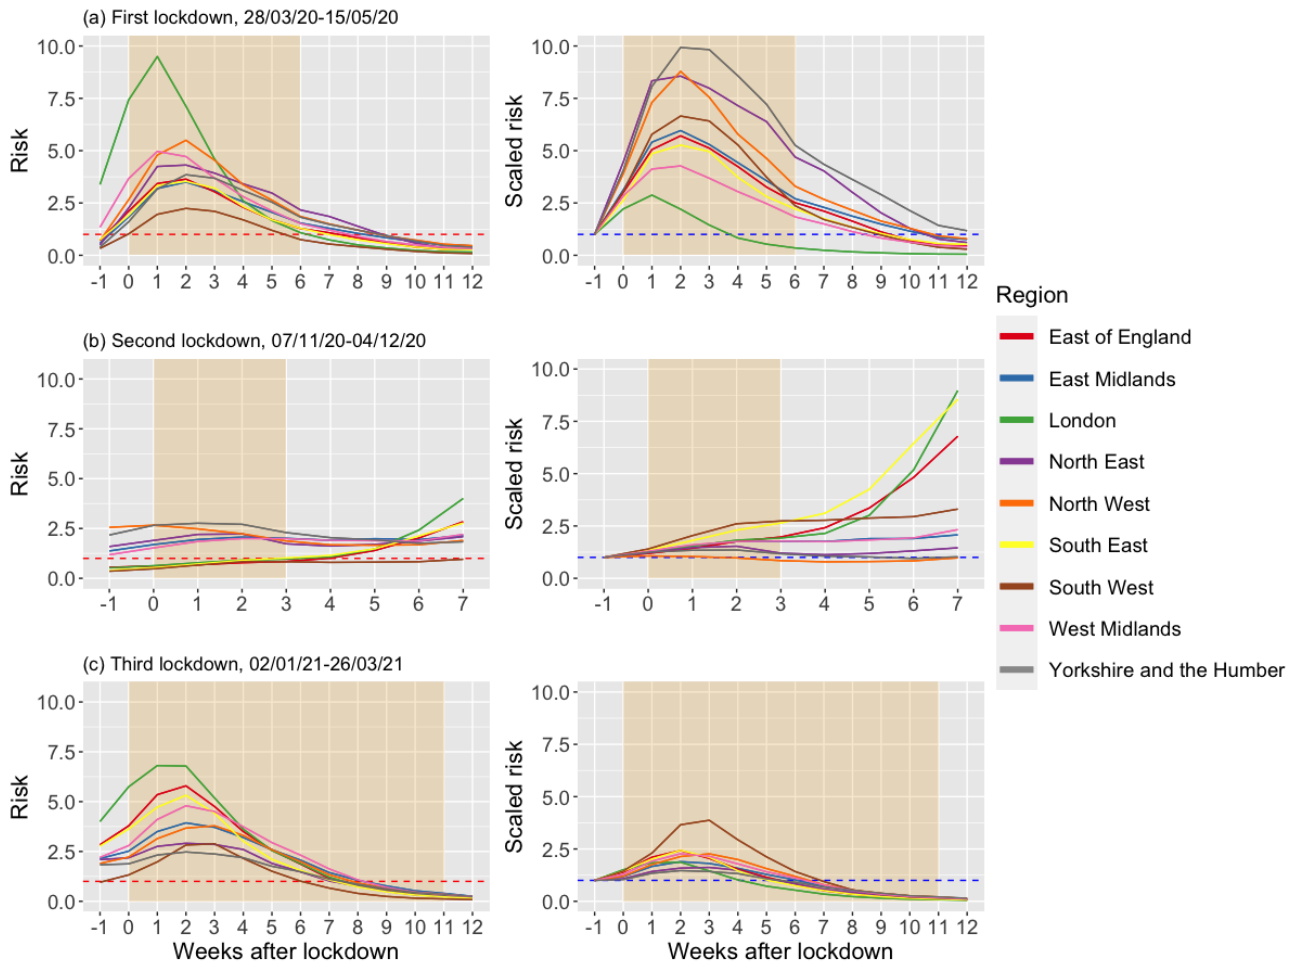 (a) First lockdown, 28/03/20-15/05/20
10.0
7.5
5.0
2.5
0.0
Risk
-1 0 1 2 3 4 5 6 7 8 9 10 11 12
10.0
7.5
5.0
2.5
0.0
Scaled risk
-1 0 1 2 3 4 5 6 7 8 9 10 11 12
(b) Second lockdown, 07/11/20-04/12/20
10.0
7.5
5.0
2.5
0.0
Risk
-1 0 1 2 3 4 5 6 7
10.0
7.5
5.0
2.5
0.0
Scaled risk
-1 0 1 2 3 4 5 6 7
(c) Third lockdown, 02/01/21-26/03/21
10.0
7.5
5.0
2.5
0.0
Risk
-1 0 1 2 3 4 5 6 7 8 9 10 11 12
Weeks after lockdown
10.0
7.5
5.0
2.5
0.0
Scaled risk
-1 0 1 2 3 4 5 6 7 8 9 10 11 12
Weeks after lockdown
Region
East of England
East Midlands
London
North East
North West
South East
South West
West Midlands
Yorkshire and the Humber